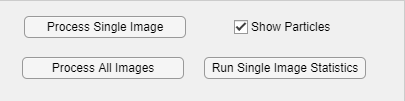 Process Single Image
Show Particles
Process All Images
Run Single Image Statistics